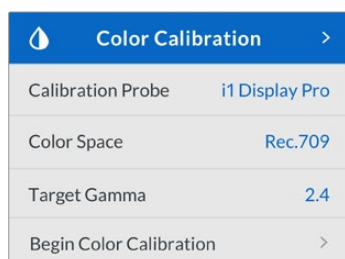 Color Calibration
Calibration Probe i1 Display Pro
Color Space Rec.709
Target Gamma 2.4
Begin Color Calibration